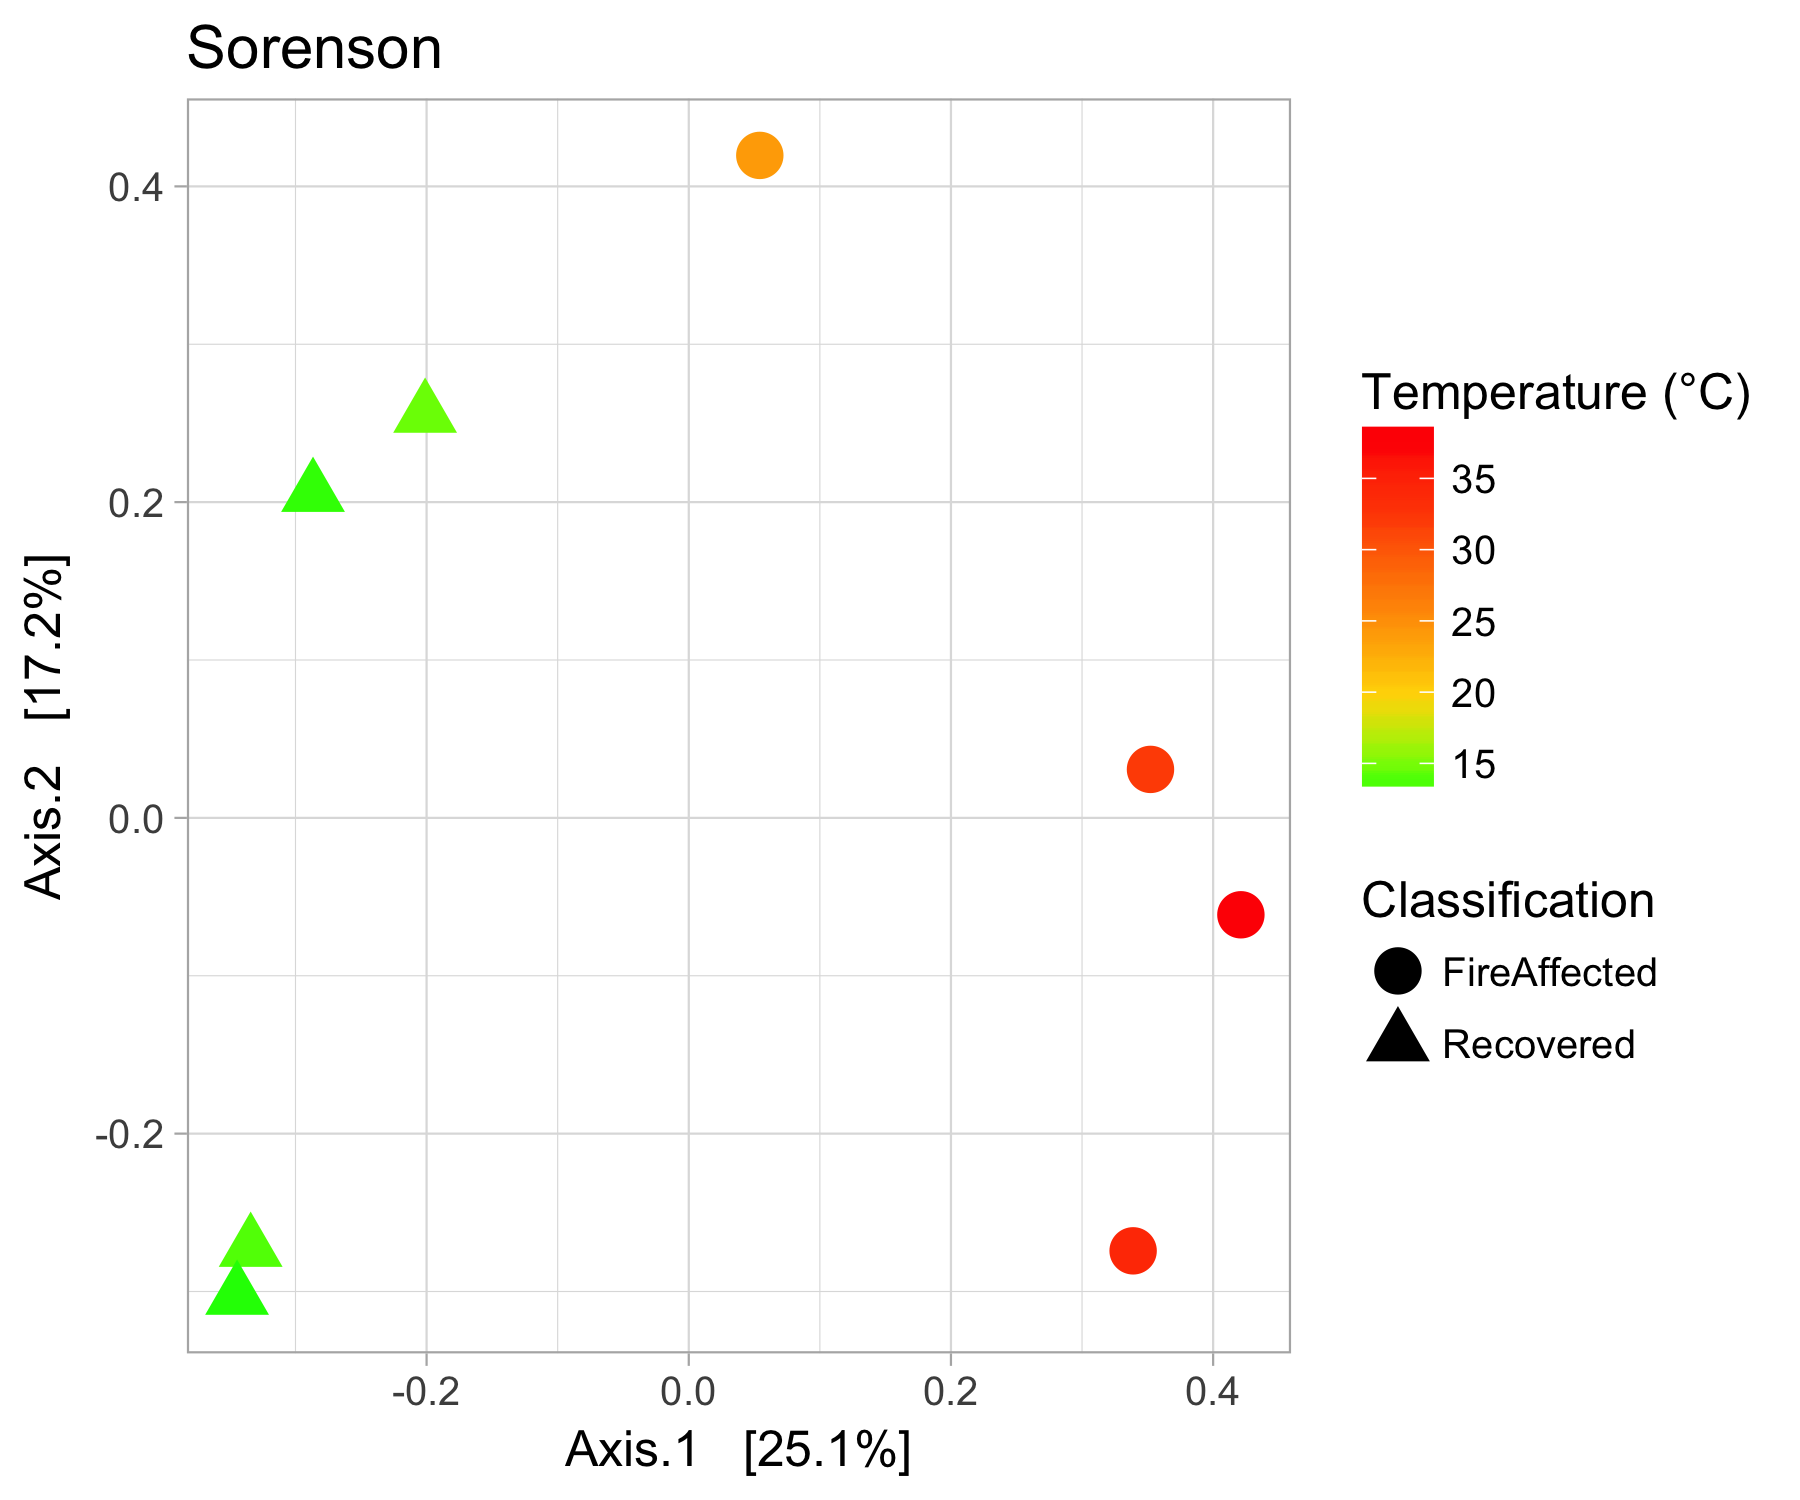 Sorenson
0.4
0.2
0.0
-0.2
Axis.2 [17.2%]
-0.2 0.0 0.2 0.4
Axis.1 [25.1%]
Temperature (°C)
35
30
25
20
15
Classification
FireAffected
Recovered